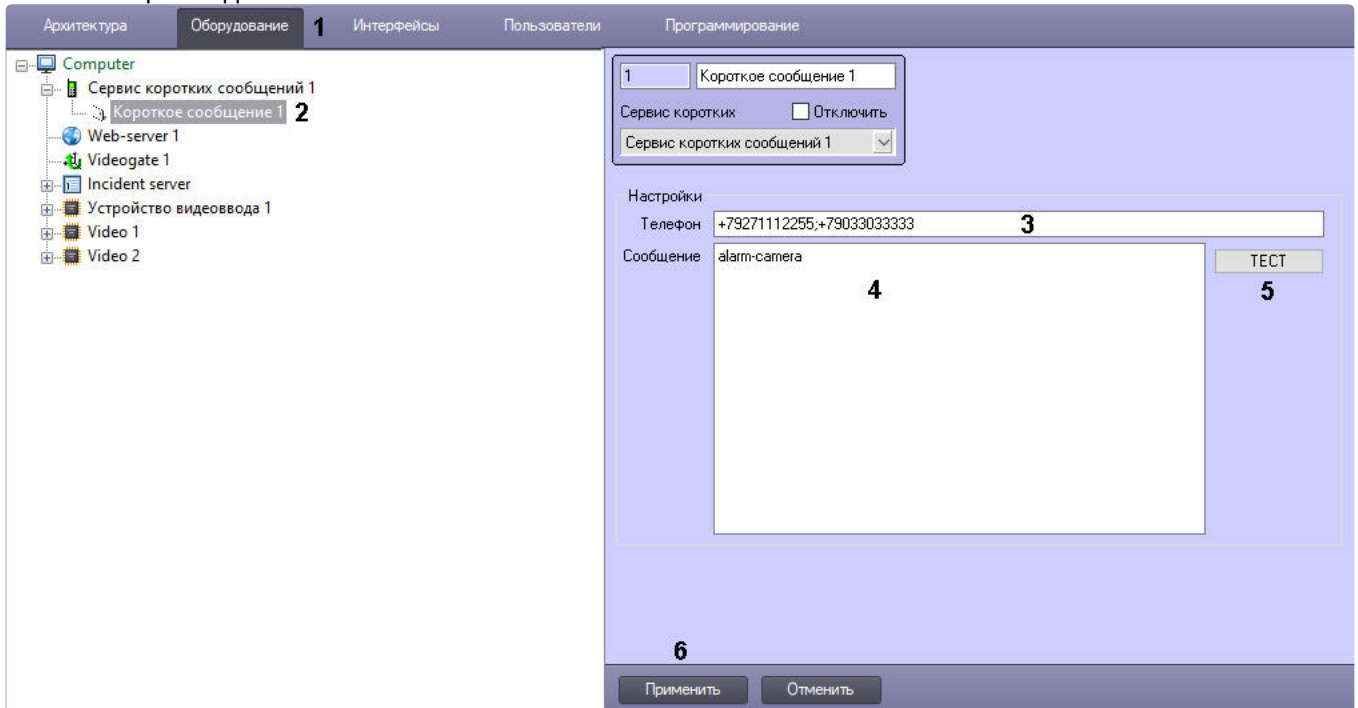 Архитектура Оборудование 1 Интерфейсы Пользователи Программирование
Computer
Сервис коротких сообщений 1
Короткое сообщение 1 2
Web-server 1
Videogate 1
Incident server
Устройство видеоввода 1
Video 1
Video 2
1 Короткое сообщение 1
Сервис коротких Отключить
Сервис коротких сообщений 1
Настройки
Телефон +79271112255;+79033033333 3
Сообщение alarm-camera ТЕСТ
4 5
6
Применить Отменить